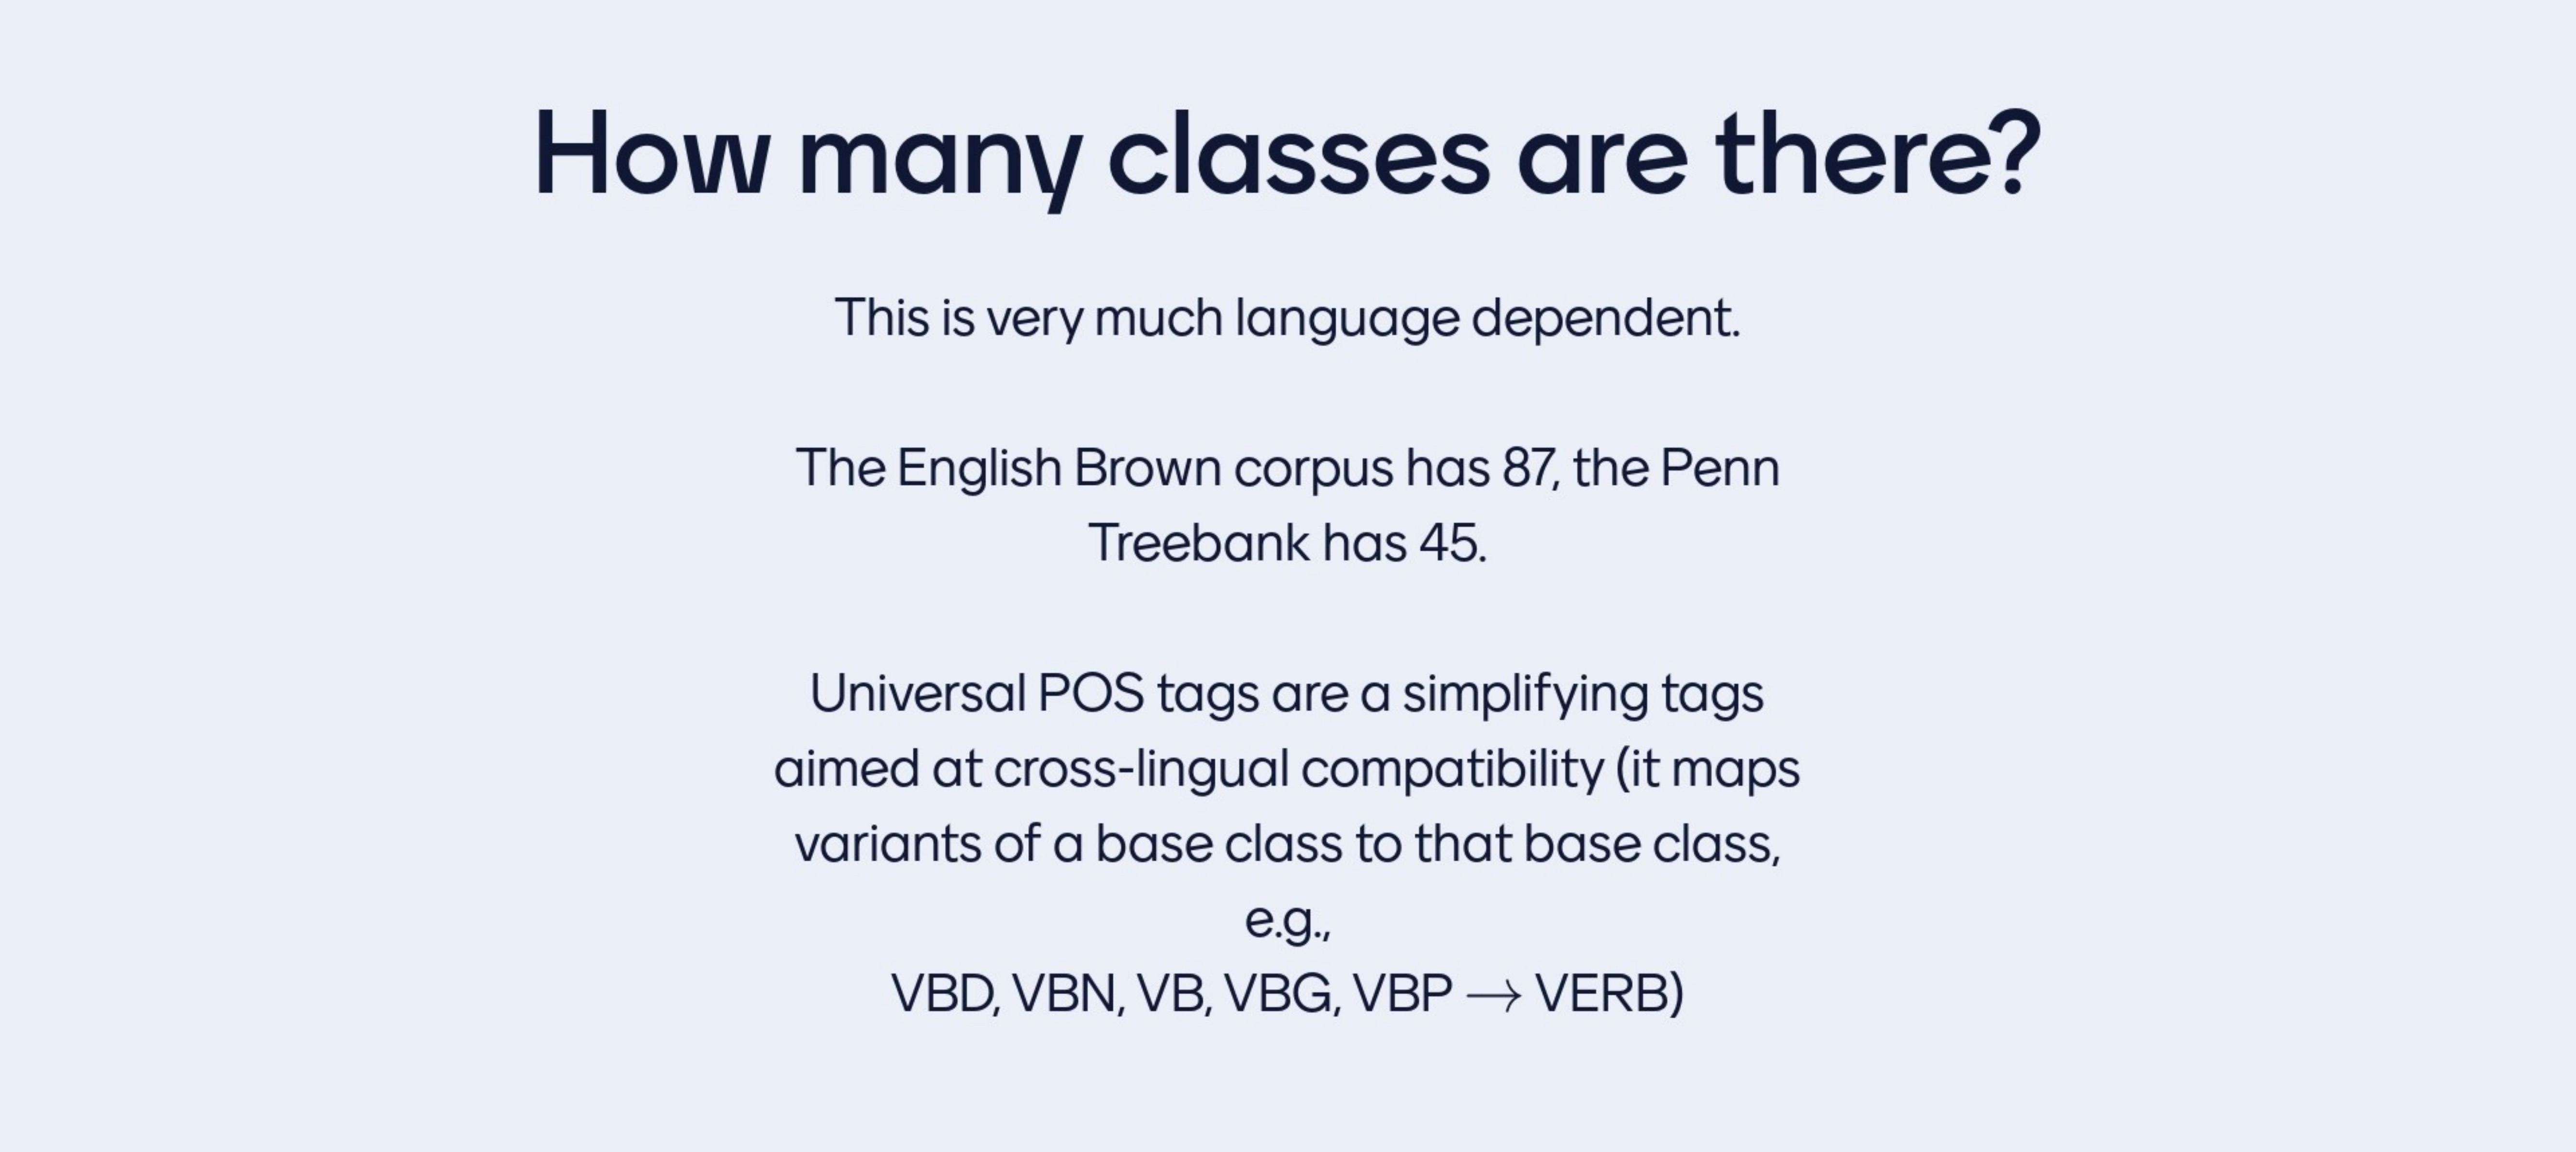 How many classes are there?
This is very much language dependent.
The English Brown corpus has 87, the Penn
Treebank has 45.
Universal POS tags are a simplifying tags
aimed at cross-lingual compatibility (it maps
variants of a base class to that base class,
e.g.,
VBD, VBN, VB, VBG, VBP → VERB)